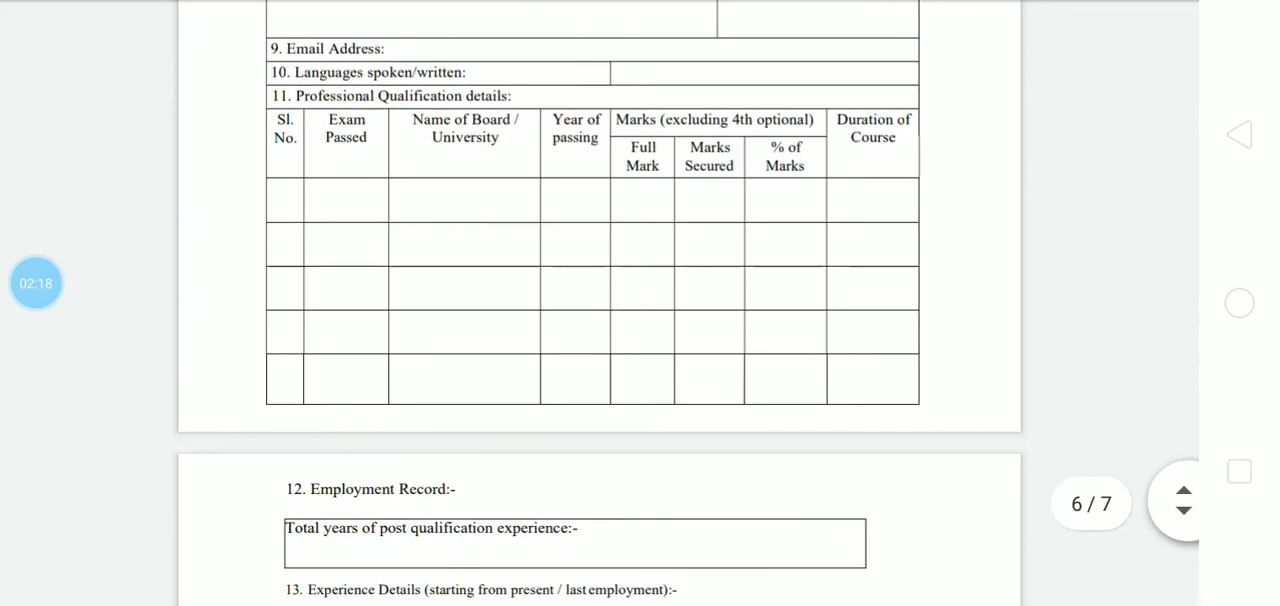 9. Email Address:
10. Languages spoken/written:
11. Professional Qualification details:
Sl. No.
Exam Passed
Name of Board / University
Year of passing
Marks (excluding 4th optional)
Duration of Course
Full Mark
Marks Secured
% of Marks
02:18
12. Employment Record:-
6 / 7
Total years of post qualification experience:-
13. Experience Details (starting from present / last employment):-